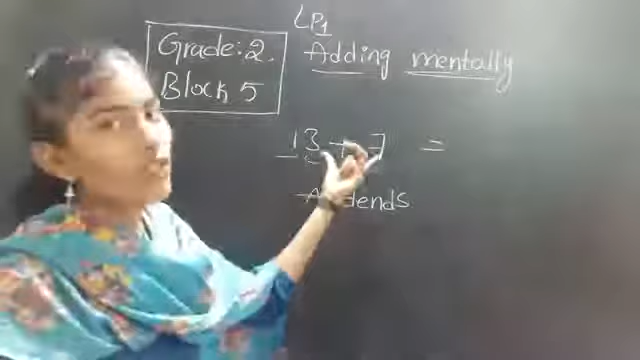 LP1
Grade: 2.
Block 5
Adding mentally
13 + 7 =
Addends